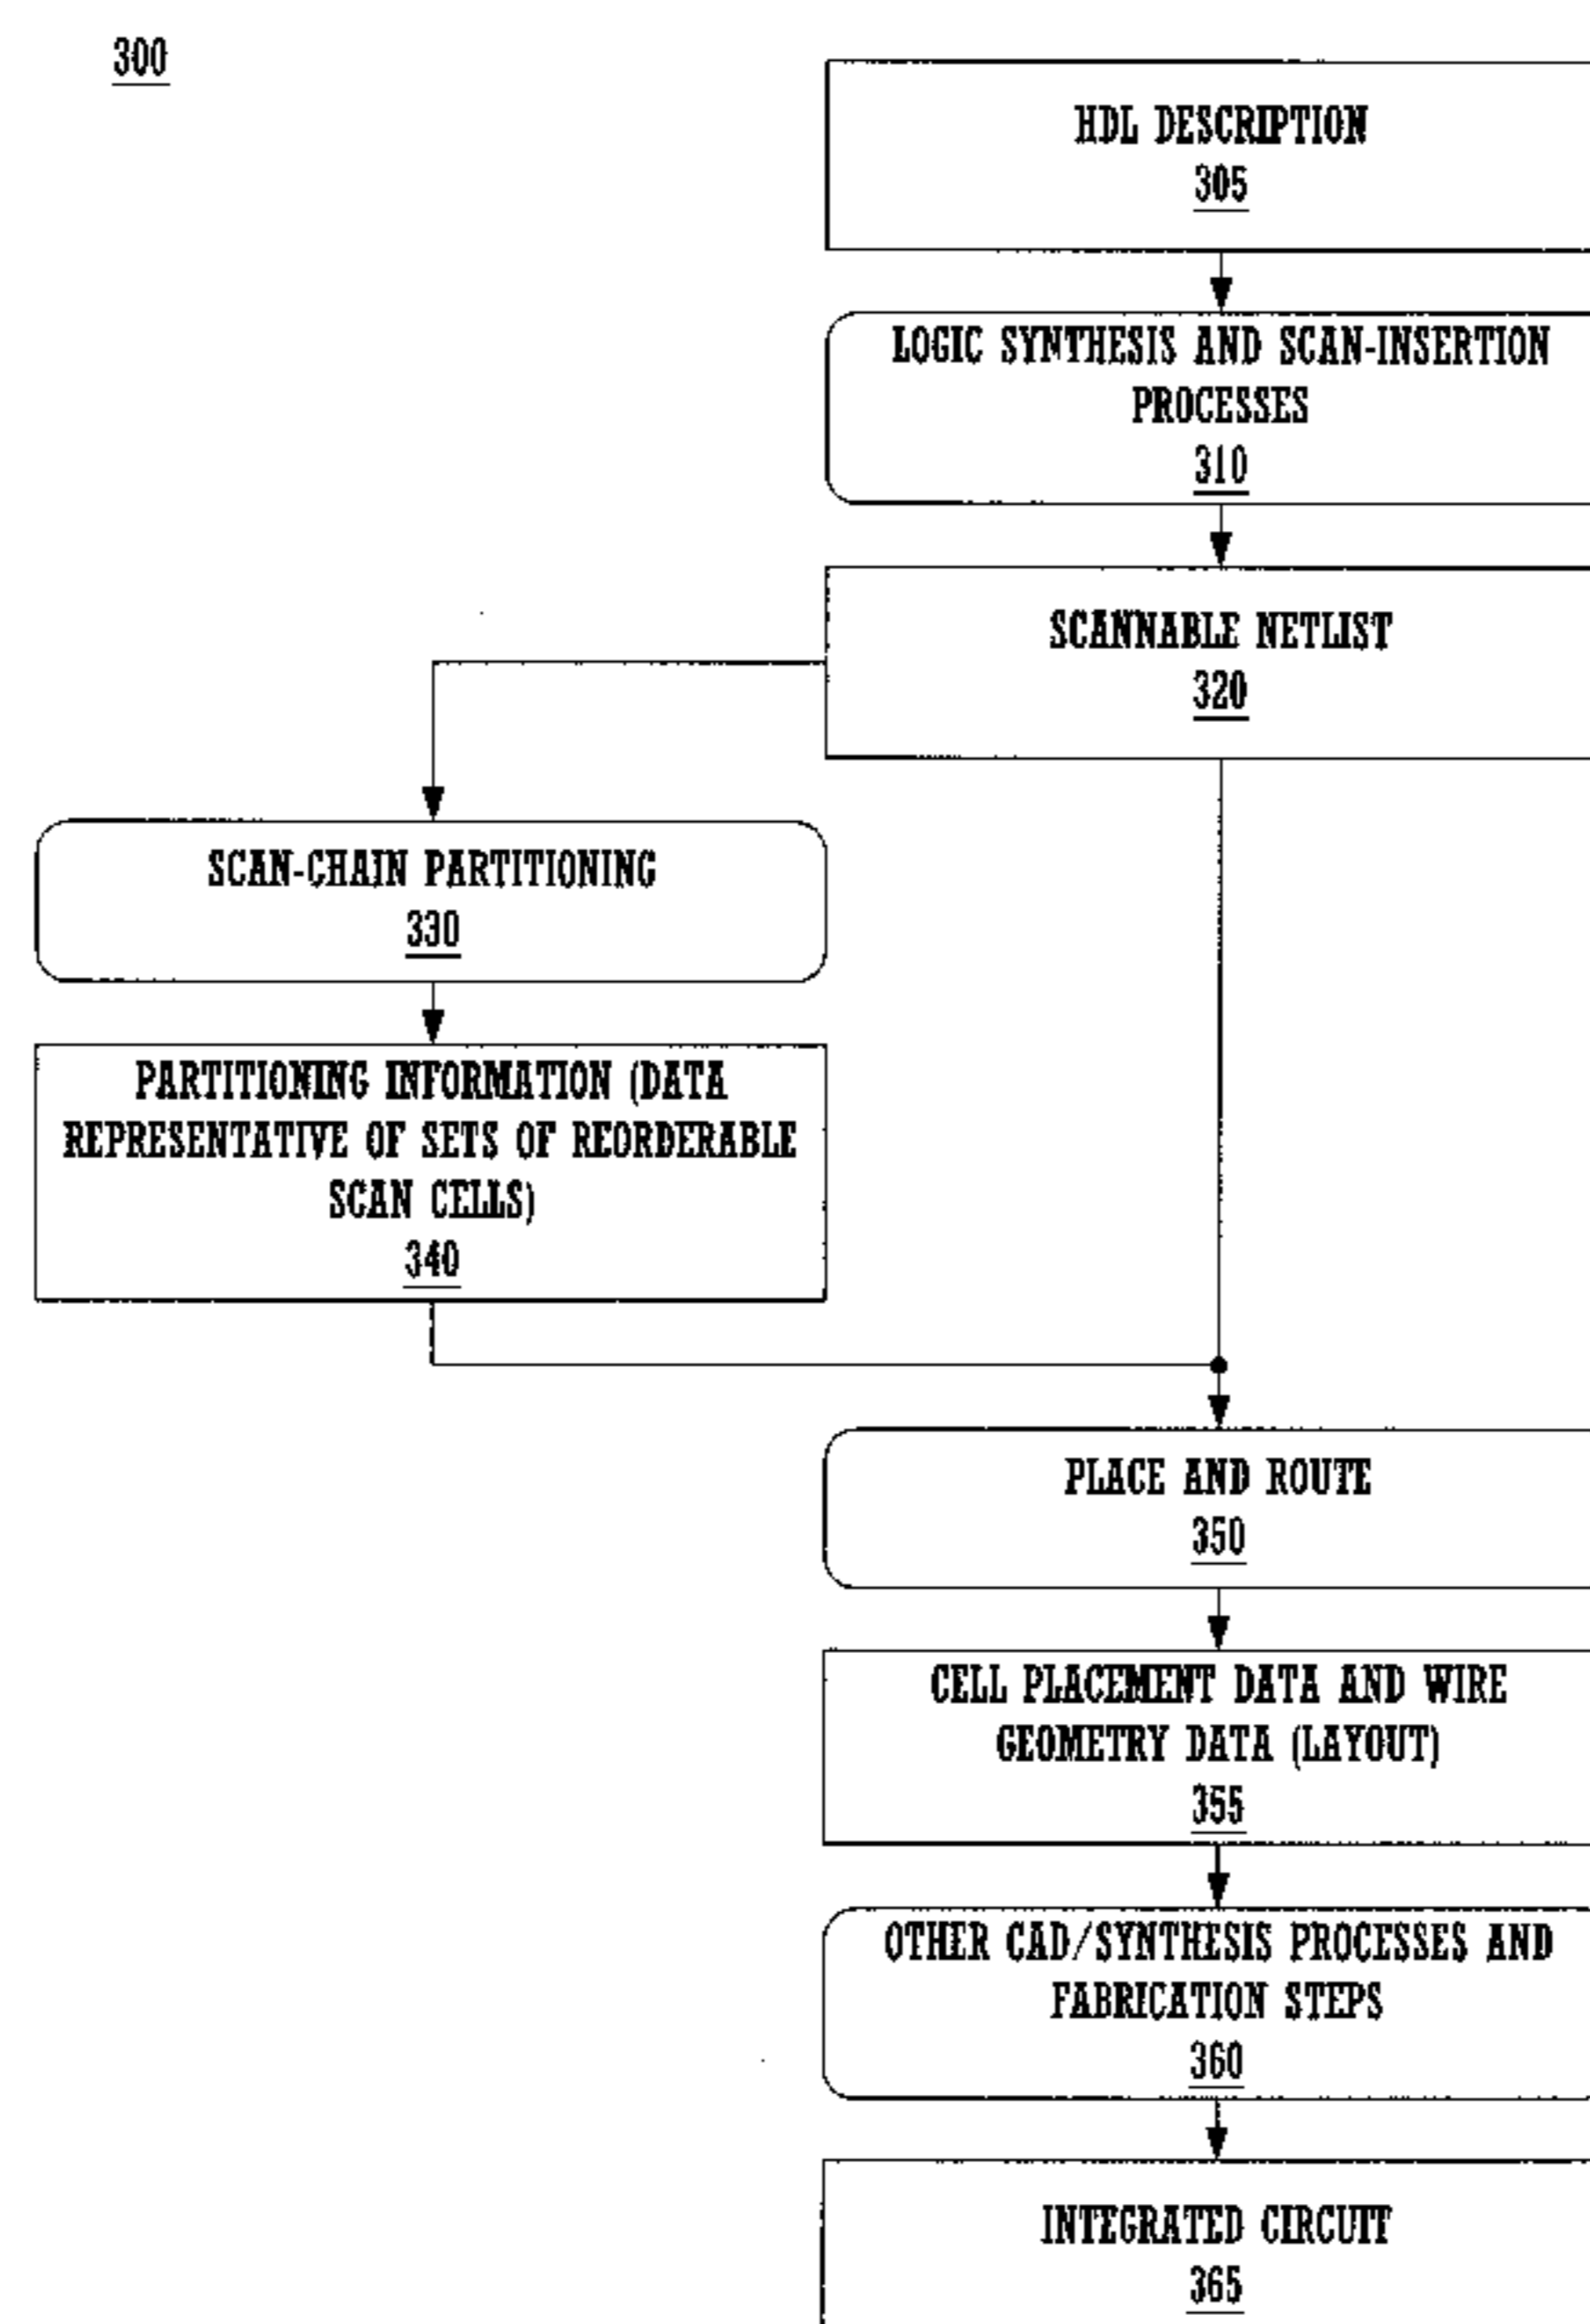 300
HDL DESCRIPTION
305
LOGIC SYNTHESIS AND SCAN-INSERTION
PROCESSES
310
SCANNABLE NETLIST
320
SCAN-CHAIN PARTITIONING
330
PARTITIONING INFORMATION (DATA
REPRESENTATIVE OF SETS OF REORDERABLE
SCAN CELLS)
340
PLACE AND ROUTE
350
CELL PLACEMENT DATA AND WIRE
GEOMETRY DATA (LAYOUT)
355
OTHER CAD/SYNTHESIS PROCESSES AND
FABRICATION STEPS
360
INTEGRATED CIRCUIT
365